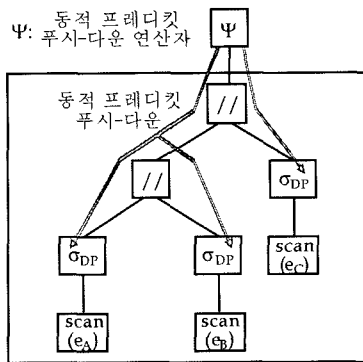 Ψ: 동적 프레디킷
푸시-다운 연산자
Ψ
동적 프레디킷
푸시-다운
//
//
σDP
σDP
σDP
scan
(eC)
scan
(eA)
scan
(eB)